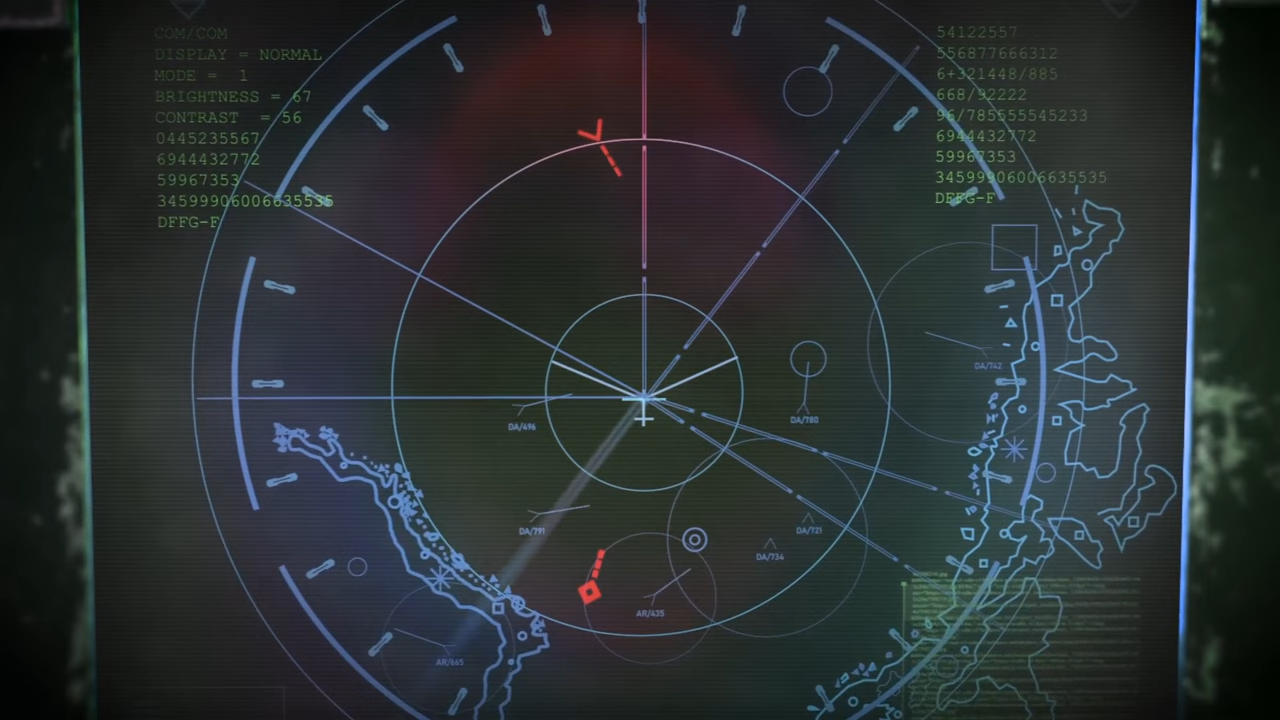 COM/COM
DISPLAY = NORMAL
MODE = 1
BRIGHTNESS = 67
CONTRAST = 56
0445235567
6944432772
59967353
34599906006635535
DFFG-F
54122557
556877666312
6+321448/885
668/92222
96/785555545233
6944432772
59967353
34599906006635535
DFFG-F
DA/742
DA/496
DA/780
DA/791
DA/721
DA/734
AR/435
AR/665